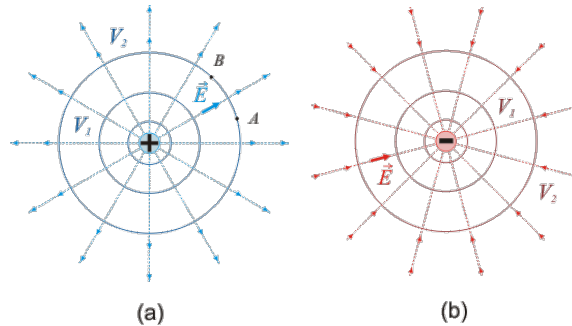 V₂
B
E⃗
A
V₁
+
(a)
V₁
E⃗
V₂
-
(b)